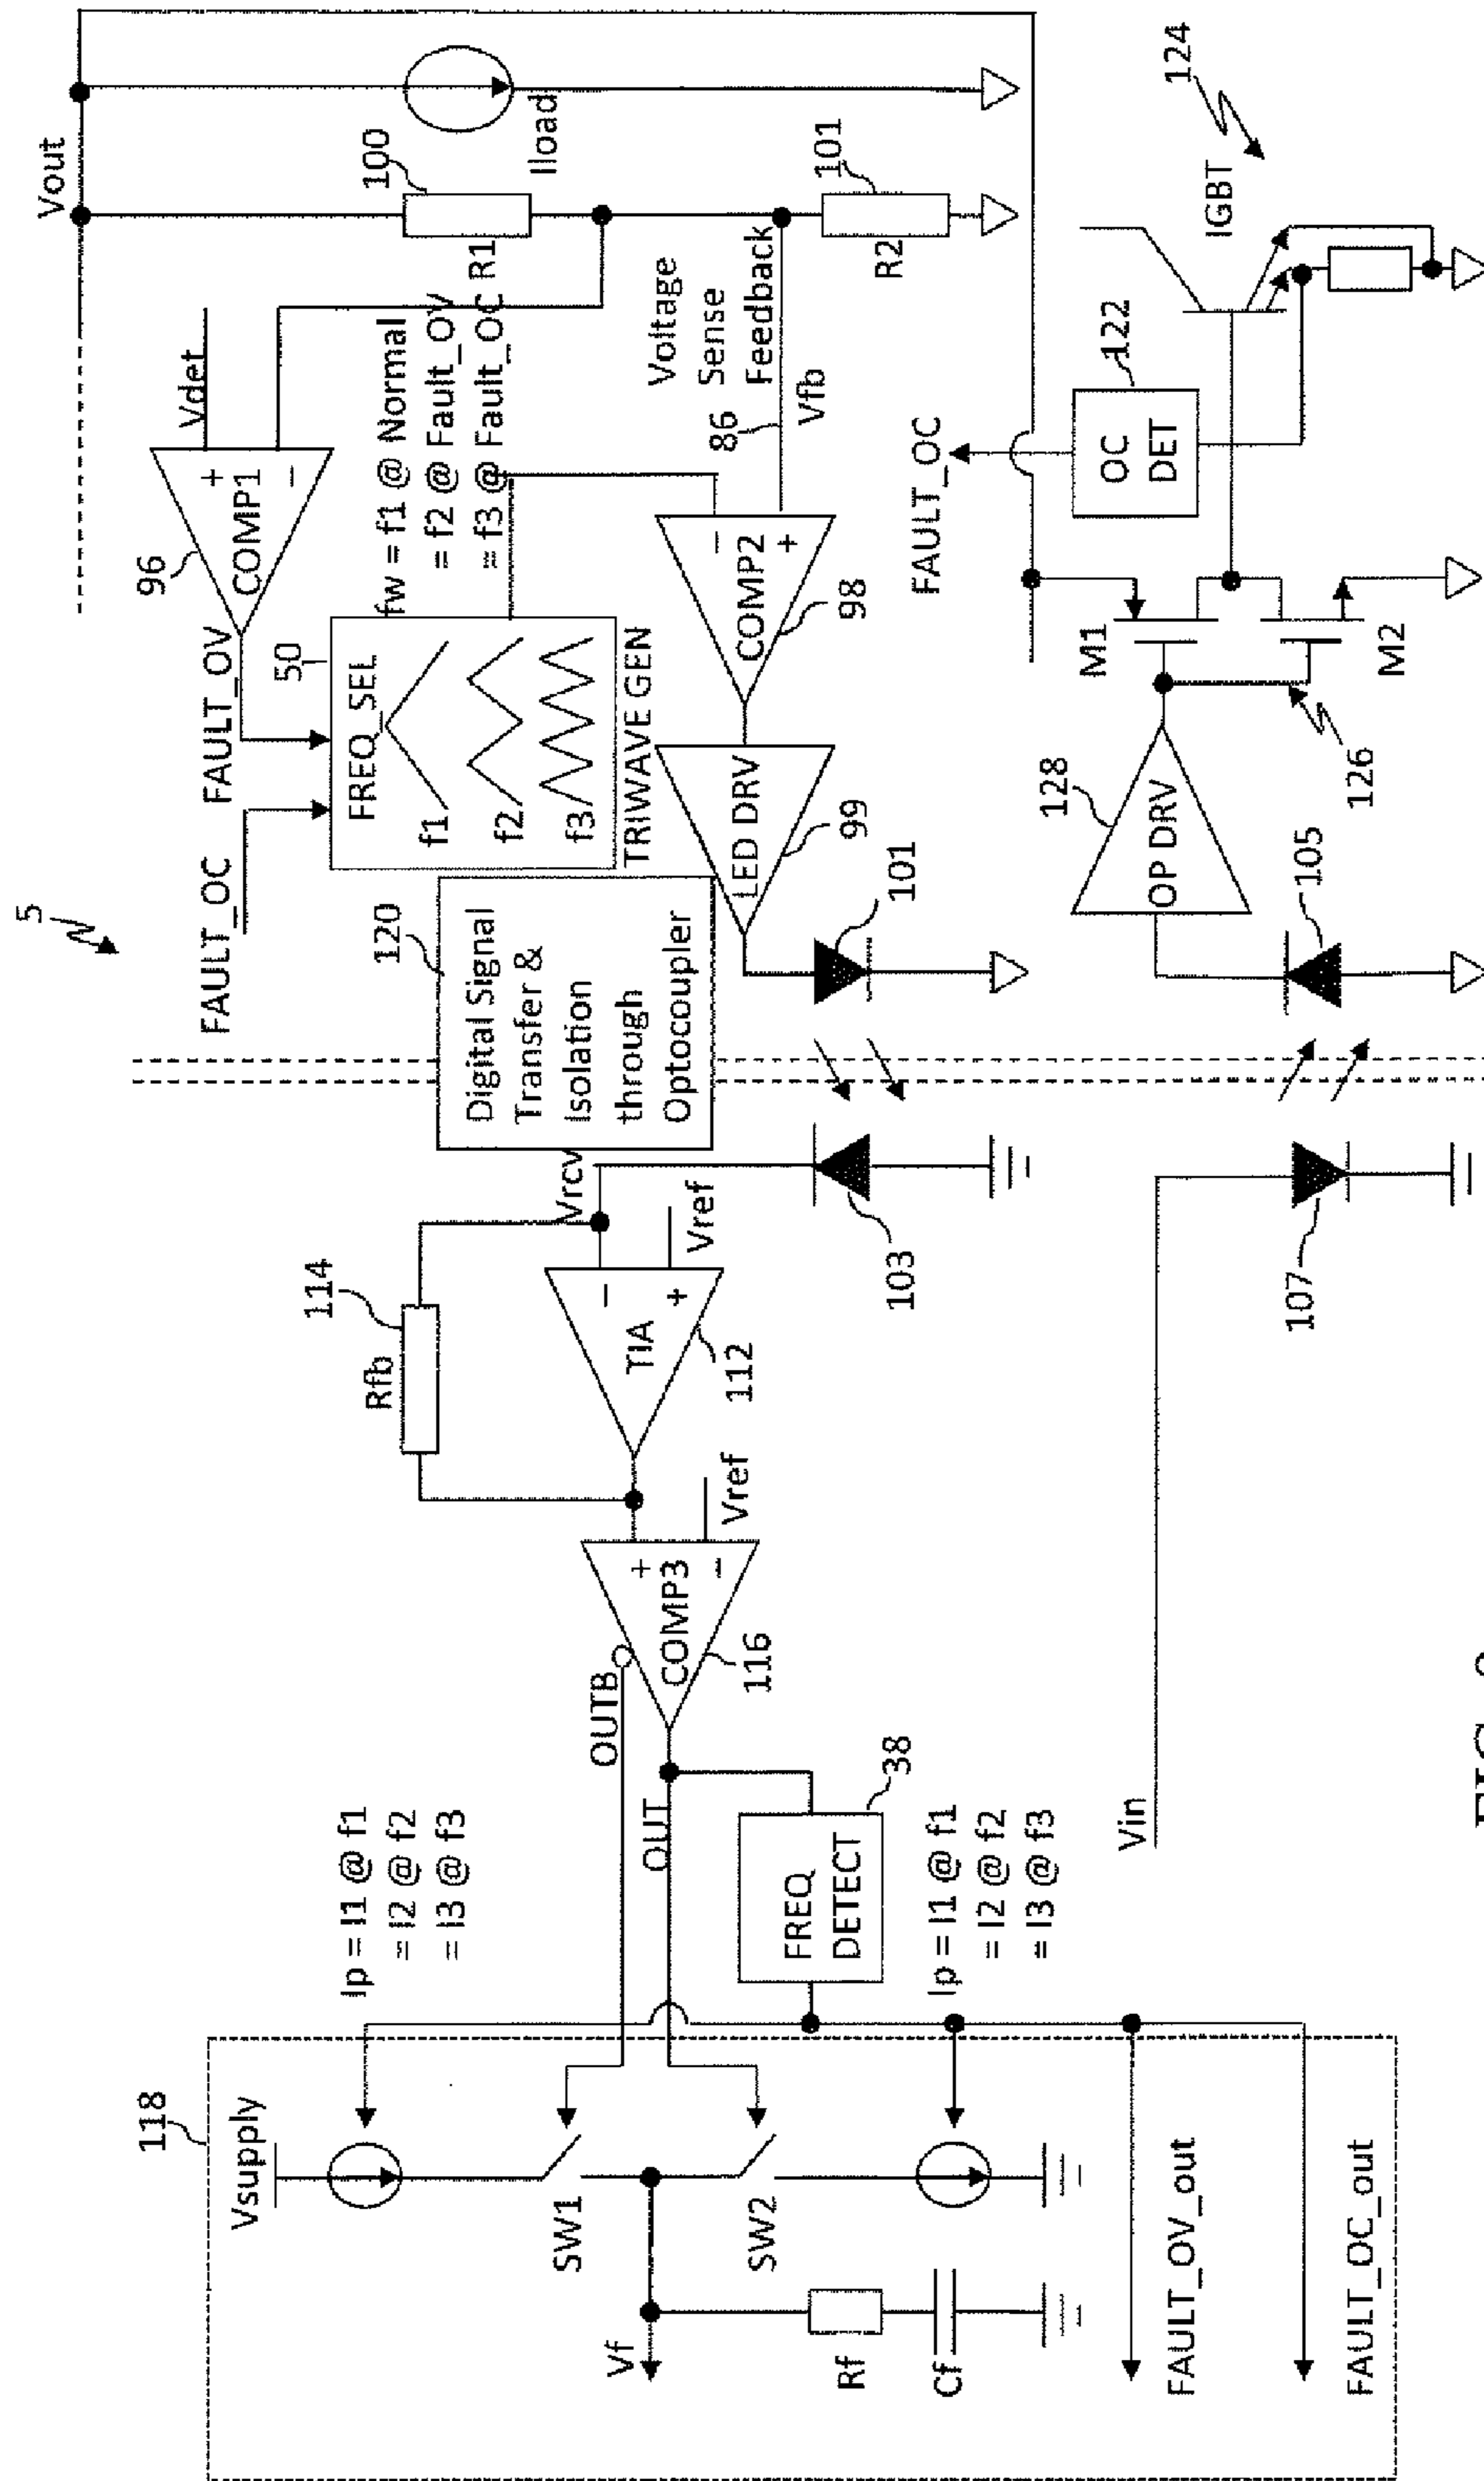 5
118
Vsupply
SW1
SW2
Vf
Rf
Cf
FAULT_OV_out
FAULT_OC_out
Ip = I1 @ f1
= I2 @ f2
= I3 @ f3
OUTB
OUT
FREQ
DETECT
38
Ip = I1 @ f1
= I2 @ f2
= I3 @ f3
COMP3
+
−
116
Vref
114
Rfb
TIA
−
+
112
Vref
Vrcv
103
120
Digital Signal
Transfer &
Isolation
through
Optocoupler
FAULT_OC
FAULT_OV
50
FREQ_SEL
f1
f2
f3
TRIWAVE GEN
fw = f1 @ Normal
= f2 @ Fault_OV
= f3 @ Fault_OC
96
COMP1
+
−
Vdet
Vout
100
R1
Iload
101
R2
Voltage
Sense
Feedback
86
Vfb
COMP2
−
+
98
LED DRV
99
101
Vin
107
105
OP DRV
128
126
M1
M2
FAULT_OC
OC
DET
122
IGBT
124